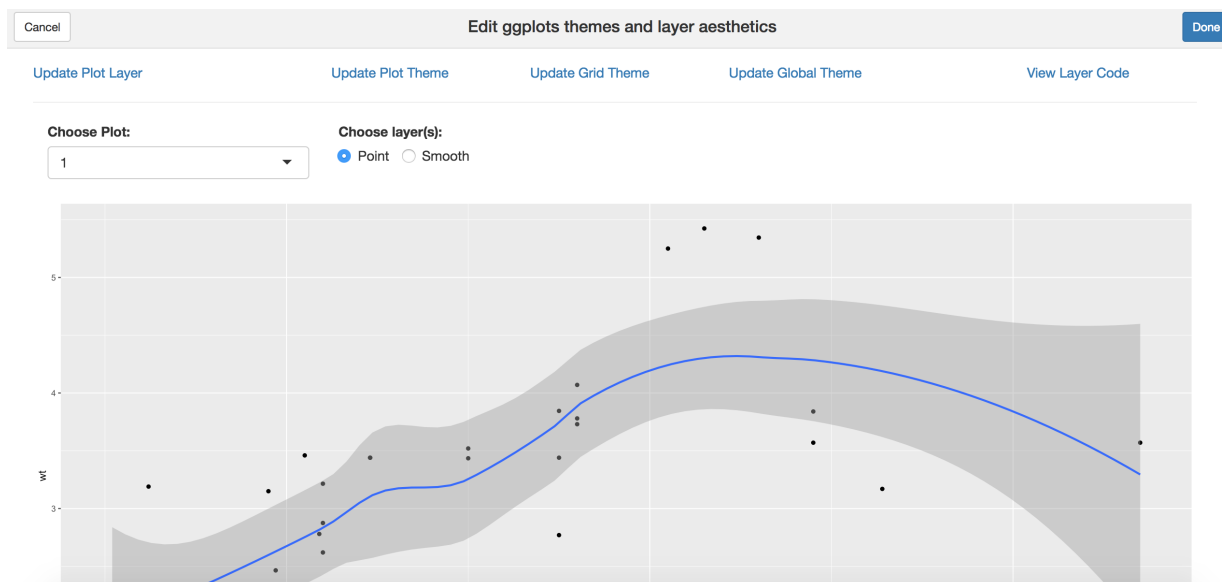 Cancel Edit ggplots themes and layer aesthetics Done
Update Plot Layer Update Plot Theme Update Grid Theme Update Global Theme View Layer Code
Choose Plot: Choose layer(s):
1 Point Smooth
5
4
wt
3